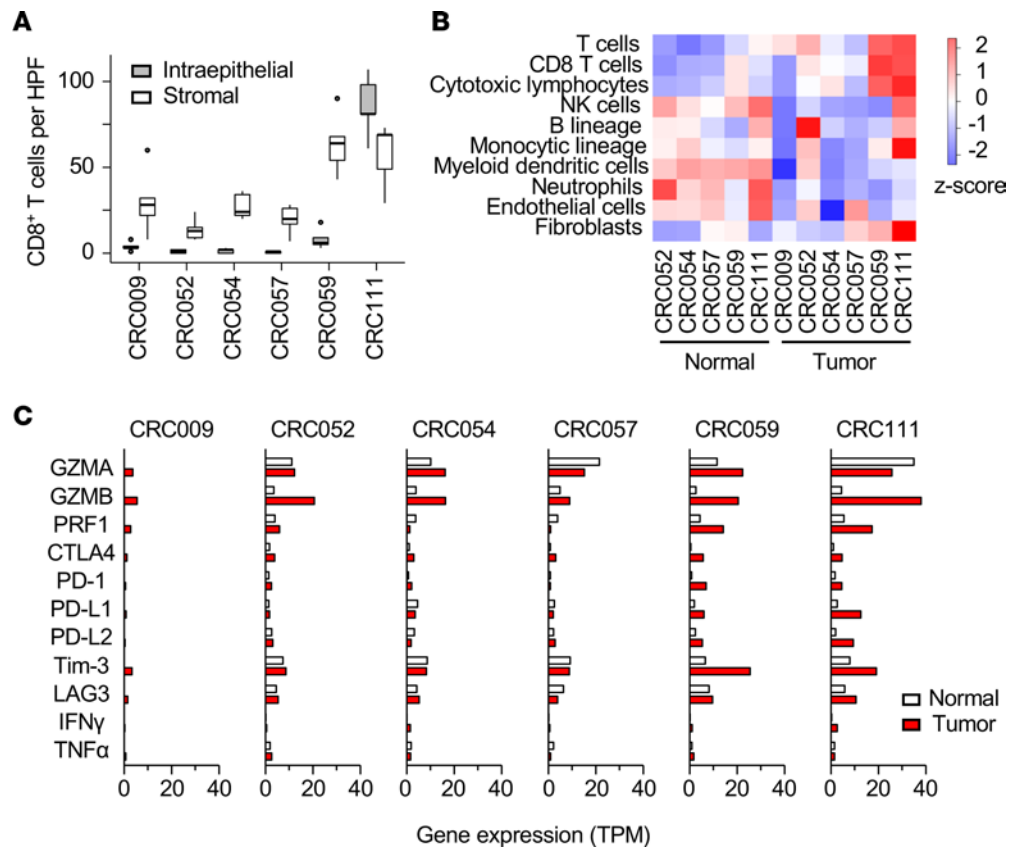 A
CD8+ T cells per HPF
100
50
0
Intraepithelial
Stromal
CRC009
CRC052
CRC054
CRC057
CRC059
CRC111
B
T cells
CD8 T cells
Cytotoxic lymphocytes
NK cells
B lineage
Monocytic lineage
Myeloid dendritic cells
Neutrophils
Endothelial cells
Fibroblasts
2
1
0
-1
-2
z-score
CRC052
CRC054
CRC057
CRC059
CRC111
CRC009
CRC052
CRC054
CRC057
CRC059
CRC111
Normal
Tumor
C
CRC009
CRC052
CRC054
CRC057
CRC059
CRC111
GZMA
GZMB
PRF1
CTLA4
PD-1
PD-L1
PD-L2
Tim-3
LAG3
IFNγ
TNFα
Normal
Tumor
0 20 40
0 20 40
0 20 40
0 20 40
0 20 40
0 20 40
Gene expression (TPM)